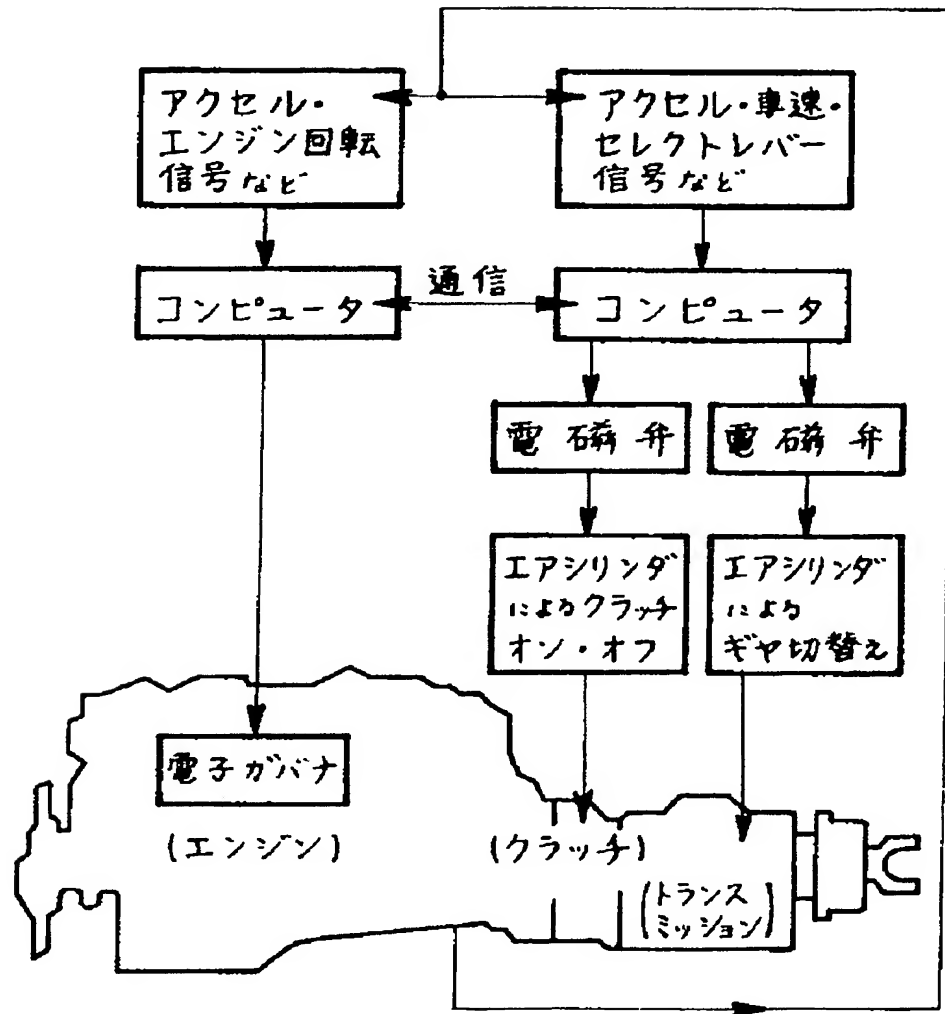 アクセル・
エンジン回転
信号など
アクセル・車速・
セレクトレバー
信号など
コンピュータ
通信
コンピュータ
電磁弁
電磁弁
エアシリンダ
によるクラッチ
オン・オフ
エアシリンダ
による
ギヤ切替え
電子ガバナ
(エンジン)
(クラッチ)
(トランス
ミッション)